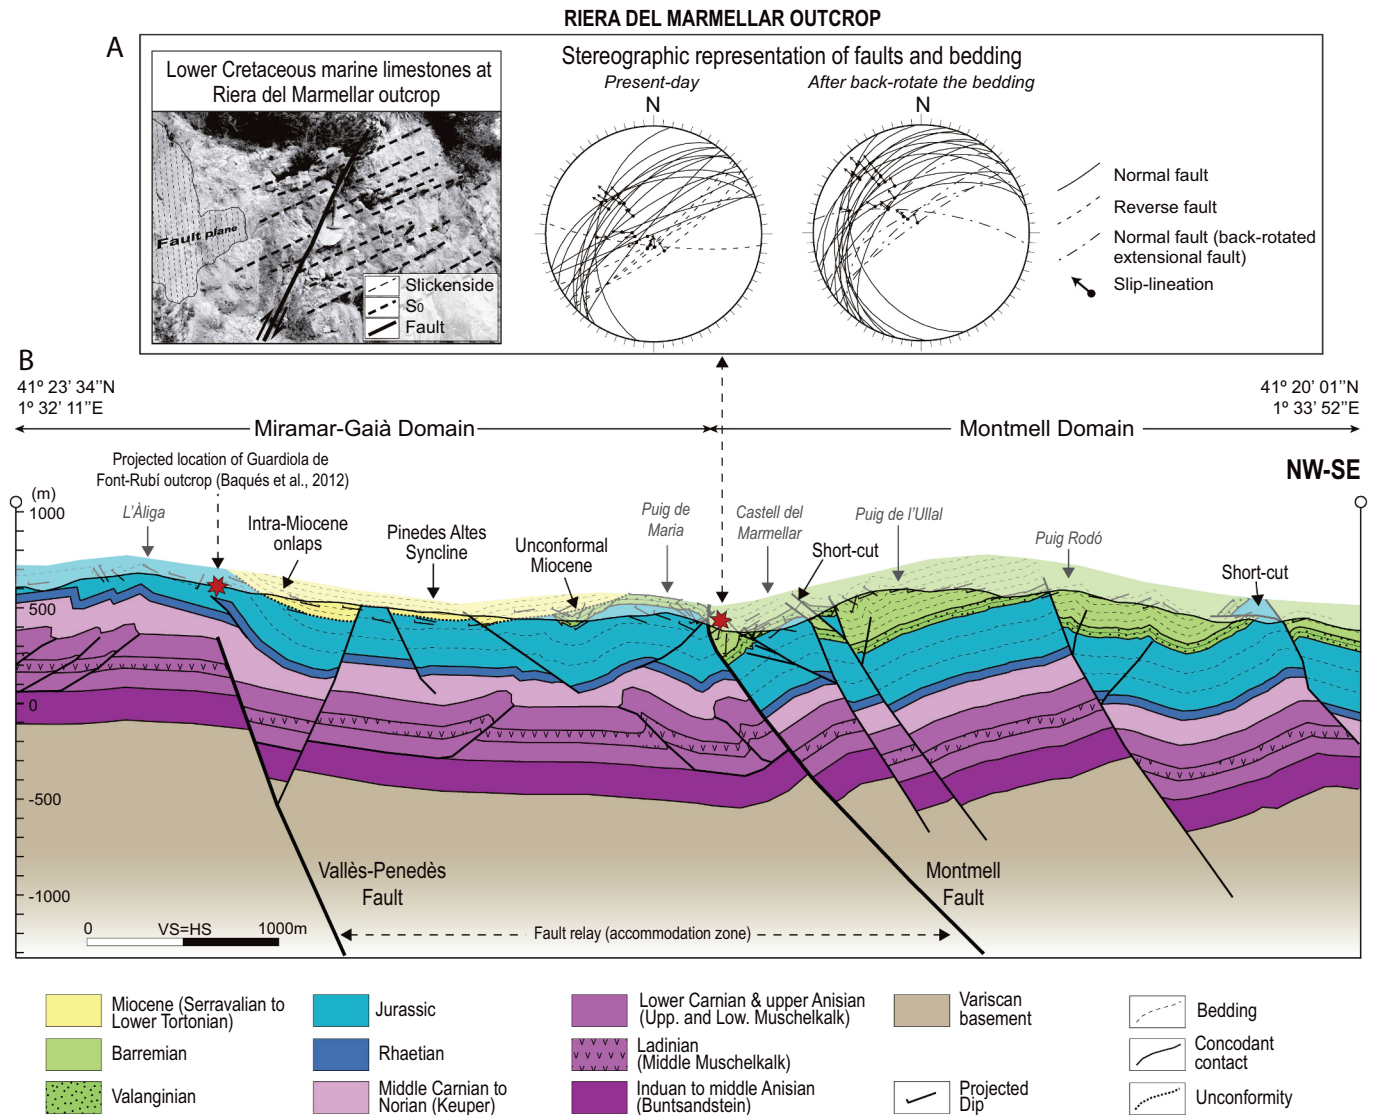 RIERA DEL MARMELLAR OUTCROP
A
Lower Cretaceous marine limestones at
Riera del Marmellar outcrop
Fault plane
Slickenside
S0
Fault
Stereographic representation of faults and bedding
Present-day
After back-rotate the bedding
N
N
Normal fault
Reverse fault
Normal fault (back-rotated
extensional fault)
Slip-lineation
B
41º 23' 34''N
1º 32' 11''E
41º 20' 01''N
1º 33' 52''E
Miramar-Gaià Domain
Montmell Domain
NW-SE
Projected location of Guardiola de
Font-Rubí outcrop (Baqués et al., 2012)
(m)
1000
500
0
-500
-1000
L'Àliga
Intra-Miocene
onlaps
Pinedes Altes
Syncline
Unconformal
Miocene
Puig de
Maria
Castell del
Marmellar
Short-cut
Puig de l'Ullal
Puig Rodó
Short-cut
Vallès-Penedès
Fault
Montmell
Fault
0 VS=HS 1000m
Fault relay (accommodation zone)
Miocene (Serravalian to
Lower Tortonian)
Barremian
Valanginian
Jurassic
Rhaetian
Middle Carnian to
Norian (Keuper)
Lower Carnian & upper Anisian
(Upp. and Low. Muschelkalk)
Ladinian
(Middle Muschelkalk)
Induan to middle Anisian
(Buntsandstein)
Variscan
basement
Projected
Dip
Bedding
Concodant
contact
Unconformity